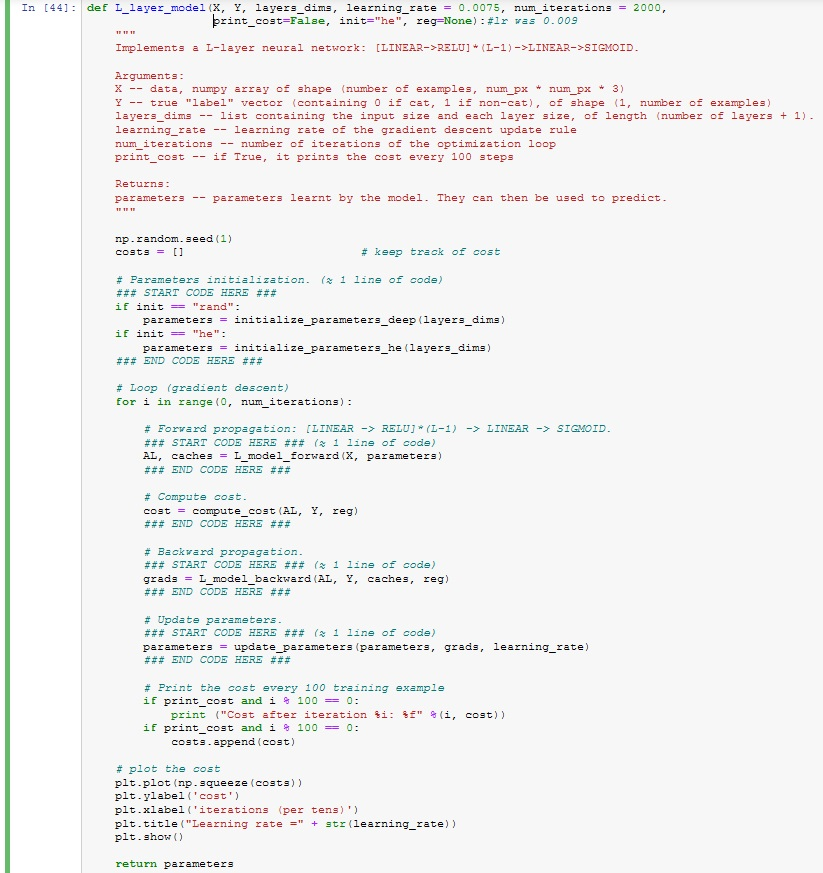 In [44]: def L_layer_model(X, Y, layers_dims, learning_rate = 0.0075, num_iterations = 2000,
print_cost=False, init="he", reg=None):#lr was 0.009
"""
Implements a L-layer neural network: [LINEAR->RELU]*(L-1)->LINEAR->SIGMOID.
Arguments:
X -- data, numpy array of shape (number of examples, num_px * num_px * 3)
Y -- true "label" vector (containing 0 if cat, 1 if non-cat), of shape (1, number of examples)
layers_dims -- list containing the input size and each layer size, of length (number of layers + 1).
learning_rate -- learning rate of the gradient descent update rule
num_iterations -- number of iterations of the optimization loop
print_cost -- if True, it prints the cost every 100 steps
Returns:
parameters -- parameters learnt by the model. They can then be used to predict.
"""
np.random.seed(1)
costs = [] # keep track of cost
# Parameters initialization. (≈ 1 line of code)
### START CODE HERE ###
if init == "rand":
parameters = initialize_parameters_deep(layers_dims)
if init == "he":
parameters = initialize_parameters_he(layers_dims)
### END CODE HERE ###
# Loop (gradient descent)
for i in range(0, num_iterations):
# Forward propagation: [LINEAR -> RELU]*(L-1) -> LINEAR -> SIGMOID.
### START CODE HERE ### (≈ 1 line of code)
AL, caches = L_model_forward(X, parameters)
### END CODE HERE ###
# Compute cost.
cost = compute_cost(AL, Y, reg)
### END CODE HERE ###
# Backward propagation.
### START CODE HERE ### (≈ 1 line of code)
grads = L_model_backward(AL, Y, caches, reg)
### END CODE HERE ###
# Update parameters.
### START CODE HERE ### (≈ 1 line of code)
parameters = update_parameters(parameters, grads, learning_rate)
### END CODE HERE ###
# Print the cost every 100 training example
if print_cost and i % 100 == 0:
print ("Cost after iteration %i: %f" %(i, cost))
if print_cost and i % 100 == 0:
costs.append(cost)
# plot the cost
plt.plot(np.squeeze(costs))
plt.ylabel('cost')
plt.xlabel('iterations (per tens)')
plt.title("Learning rate =" + str(learning_rate))
plt.show()
return parameters